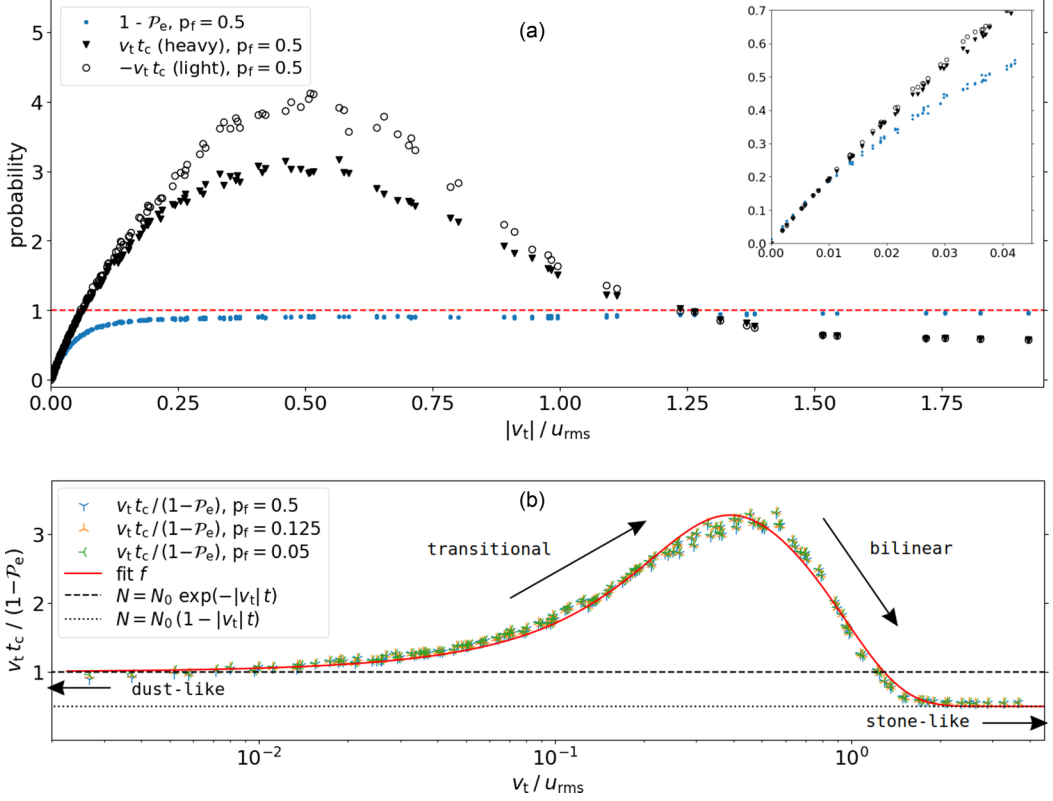 (a)
1 - 𝒫e, pf = 0.5
vt tc (heavy), pf = 0.5
−vt tc (light), pf = 0.5
probability
5
4
3
2
1
0
0.00 0.25 0.50 0.75 1.00 1.25 1.50 1.75
|vt| / urms
0.7
0.6
0.5
0.4
0.3
0.2
0.1
0.0
0.00 0.01 0.02 0.03 0.04
(b)
vt tc / (1−𝒫e), pf = 0.5
vt tc / (1−𝒫e), pf = 0.125
vt tc / (1−𝒫e), pf = 0.05
fit f
N = N0 exp(−|vt| t)
N = N0 (1 − |vt| t)
transitional
bilinear
dust-like
stone-like
vt tc / (1−𝒫e)
3
2
1
10−2 10−1 100
vt / urms